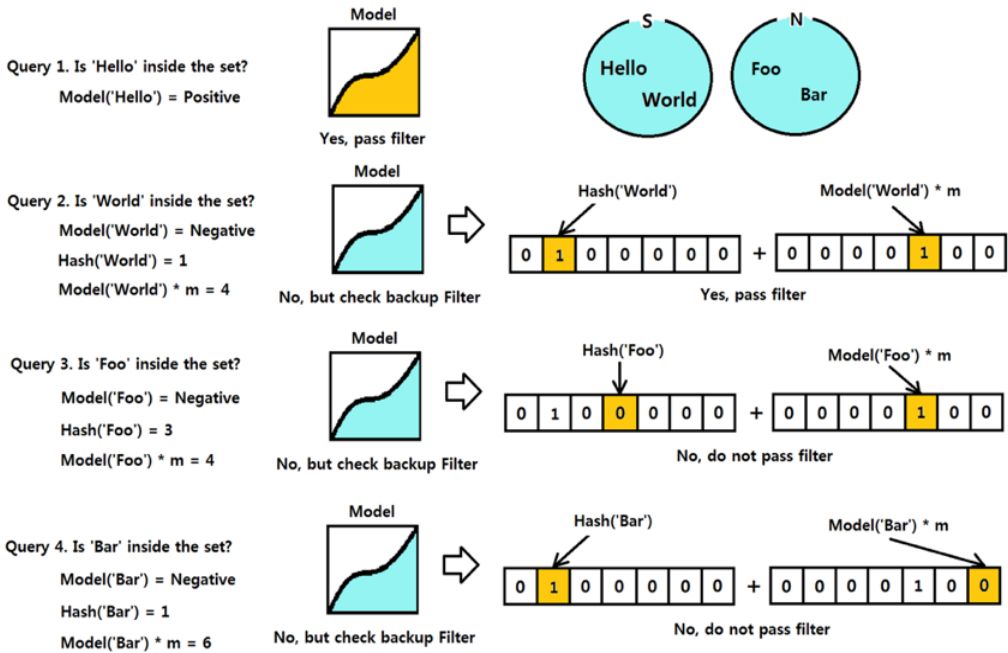 Model
S
N
Query 1. Is 'Hello' inside the set?
Model('Hello') = Positive
Hello
World
Foo
Bar
Yes, pass filter
Model
Query 2. Is 'World' inside the set?
Model('World') = Negative
Hash('World') = 1
Model('World') * m = 4
Hash('World')
Model('World') * m
0 1 0 0 0 0 0 + 0 0 0 0 1 0 0
No, but check backup Filter
Yes, pass filter
Model
Query 3. Is 'Foo' inside the set?
Model('Foo') = Negative
Hash('Foo') = 3
Model('Foo') * m = 4
Hash('Foo')
Model('Foo') * m
0 1 0 0 0 0 0 + 0 0 0 0 1 0 0
No, but check backup Filter
No, do not pass filter
Model
Query 4. Is 'Bar' inside the set?
Model('Bar') = Negative
Hash('Bar') = 1
Model('Bar') * m = 6
Hash('Bar')
Model('Bar') * m
0 1 0 0 0 0 0 + 0 0 0 0 1 0 0
No, but check backup Filter
No, do not pass filter